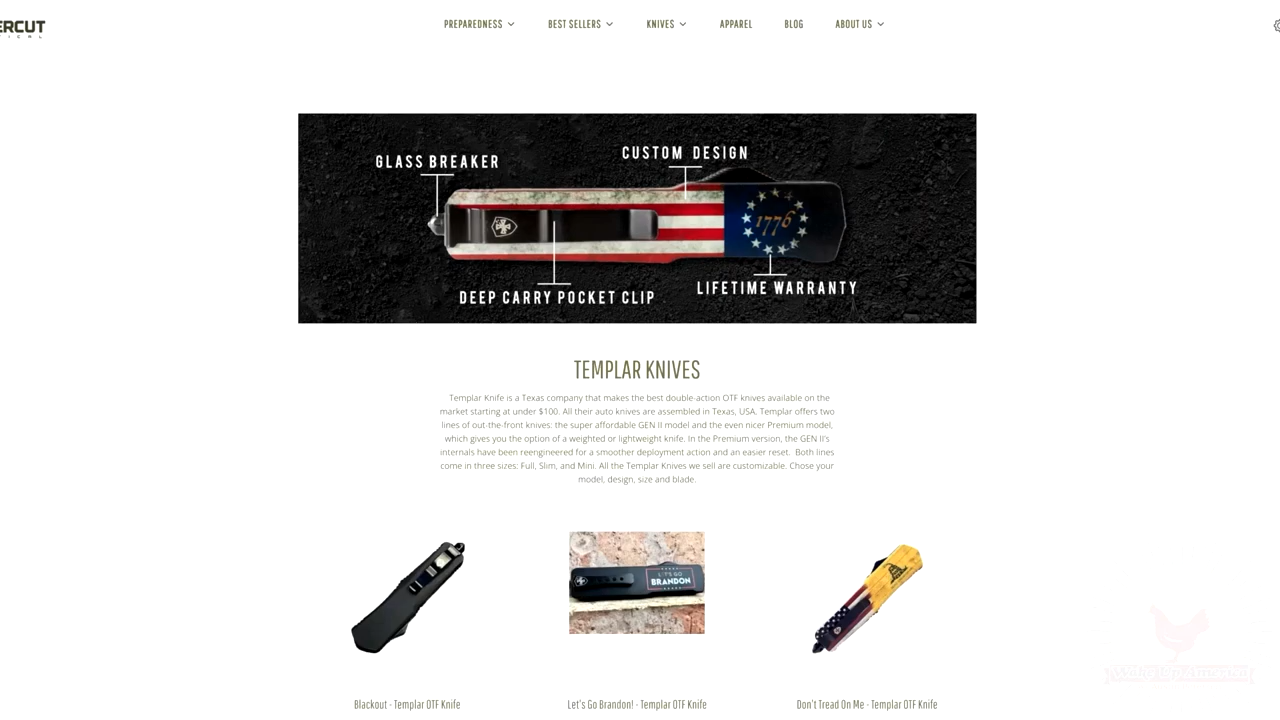 ERCUT
PREPAREDNESS BEST SELLERS KNIVES APPAREL BLOG ABOUT US
GLASS BREAKER
CUSTOM DESIGN
1776
DEEP CARRY POCKET CLIP
LIFETIME WARRANTY
TEMPLAR KNIVES
Templar Knife is a Texas company that makes the best double-action OTF knives available on the
market starting at under $100. All their auto knives are assembled in Texas, USA. Templar offers two
lines of out-the-front knives: the super affordable GEN II model and the even nicer Premium model,
which gives you the option of a weighted or lightweight knife. In the Premium version, the GEN II's
internals have been reengineered for a smoother deployment action and an easier reset. Both lines
come in three sizes: Full, Slim, and Mini. All the Templar Knives we sell are customizable. Chose your
model, design, size and blade.
LET'S GO
BRANDON
Wake Up America
Blackout - Templar OTF Knife
Let's Go Brandon! - Templar OTF Knife
Don't Tread On Me - Templar OTF Knife